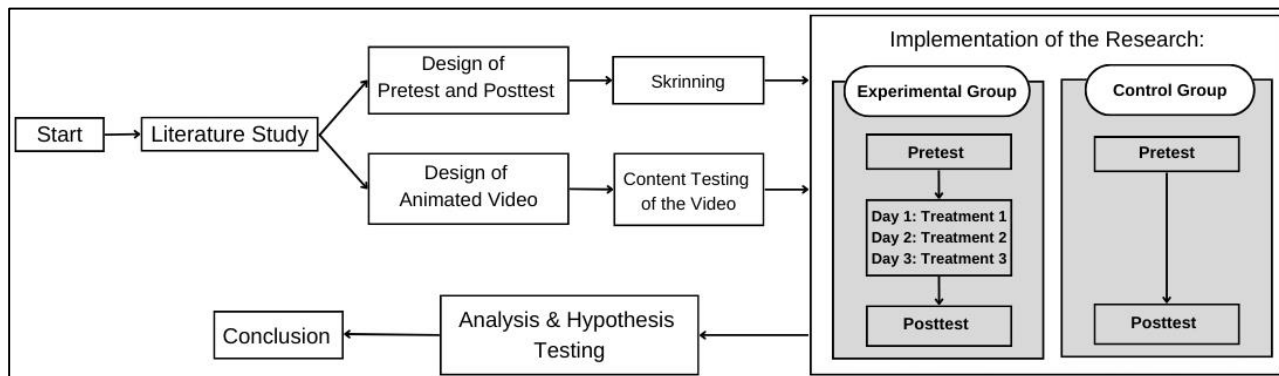 Start
Literature Study
Design of
Pretest and Posttest
Skrinning
Design of
Animated Video
Content Testing
of the Video
Implementation of the Research:
Experimental Group
Pretest
Day 1: Treatment 1
Day 2: Treatment 2
Day 3: Treatment 3
Posttest
Control Group
Pretest
Posttest
Analysis & Hypothesis
Testing
Conclusion